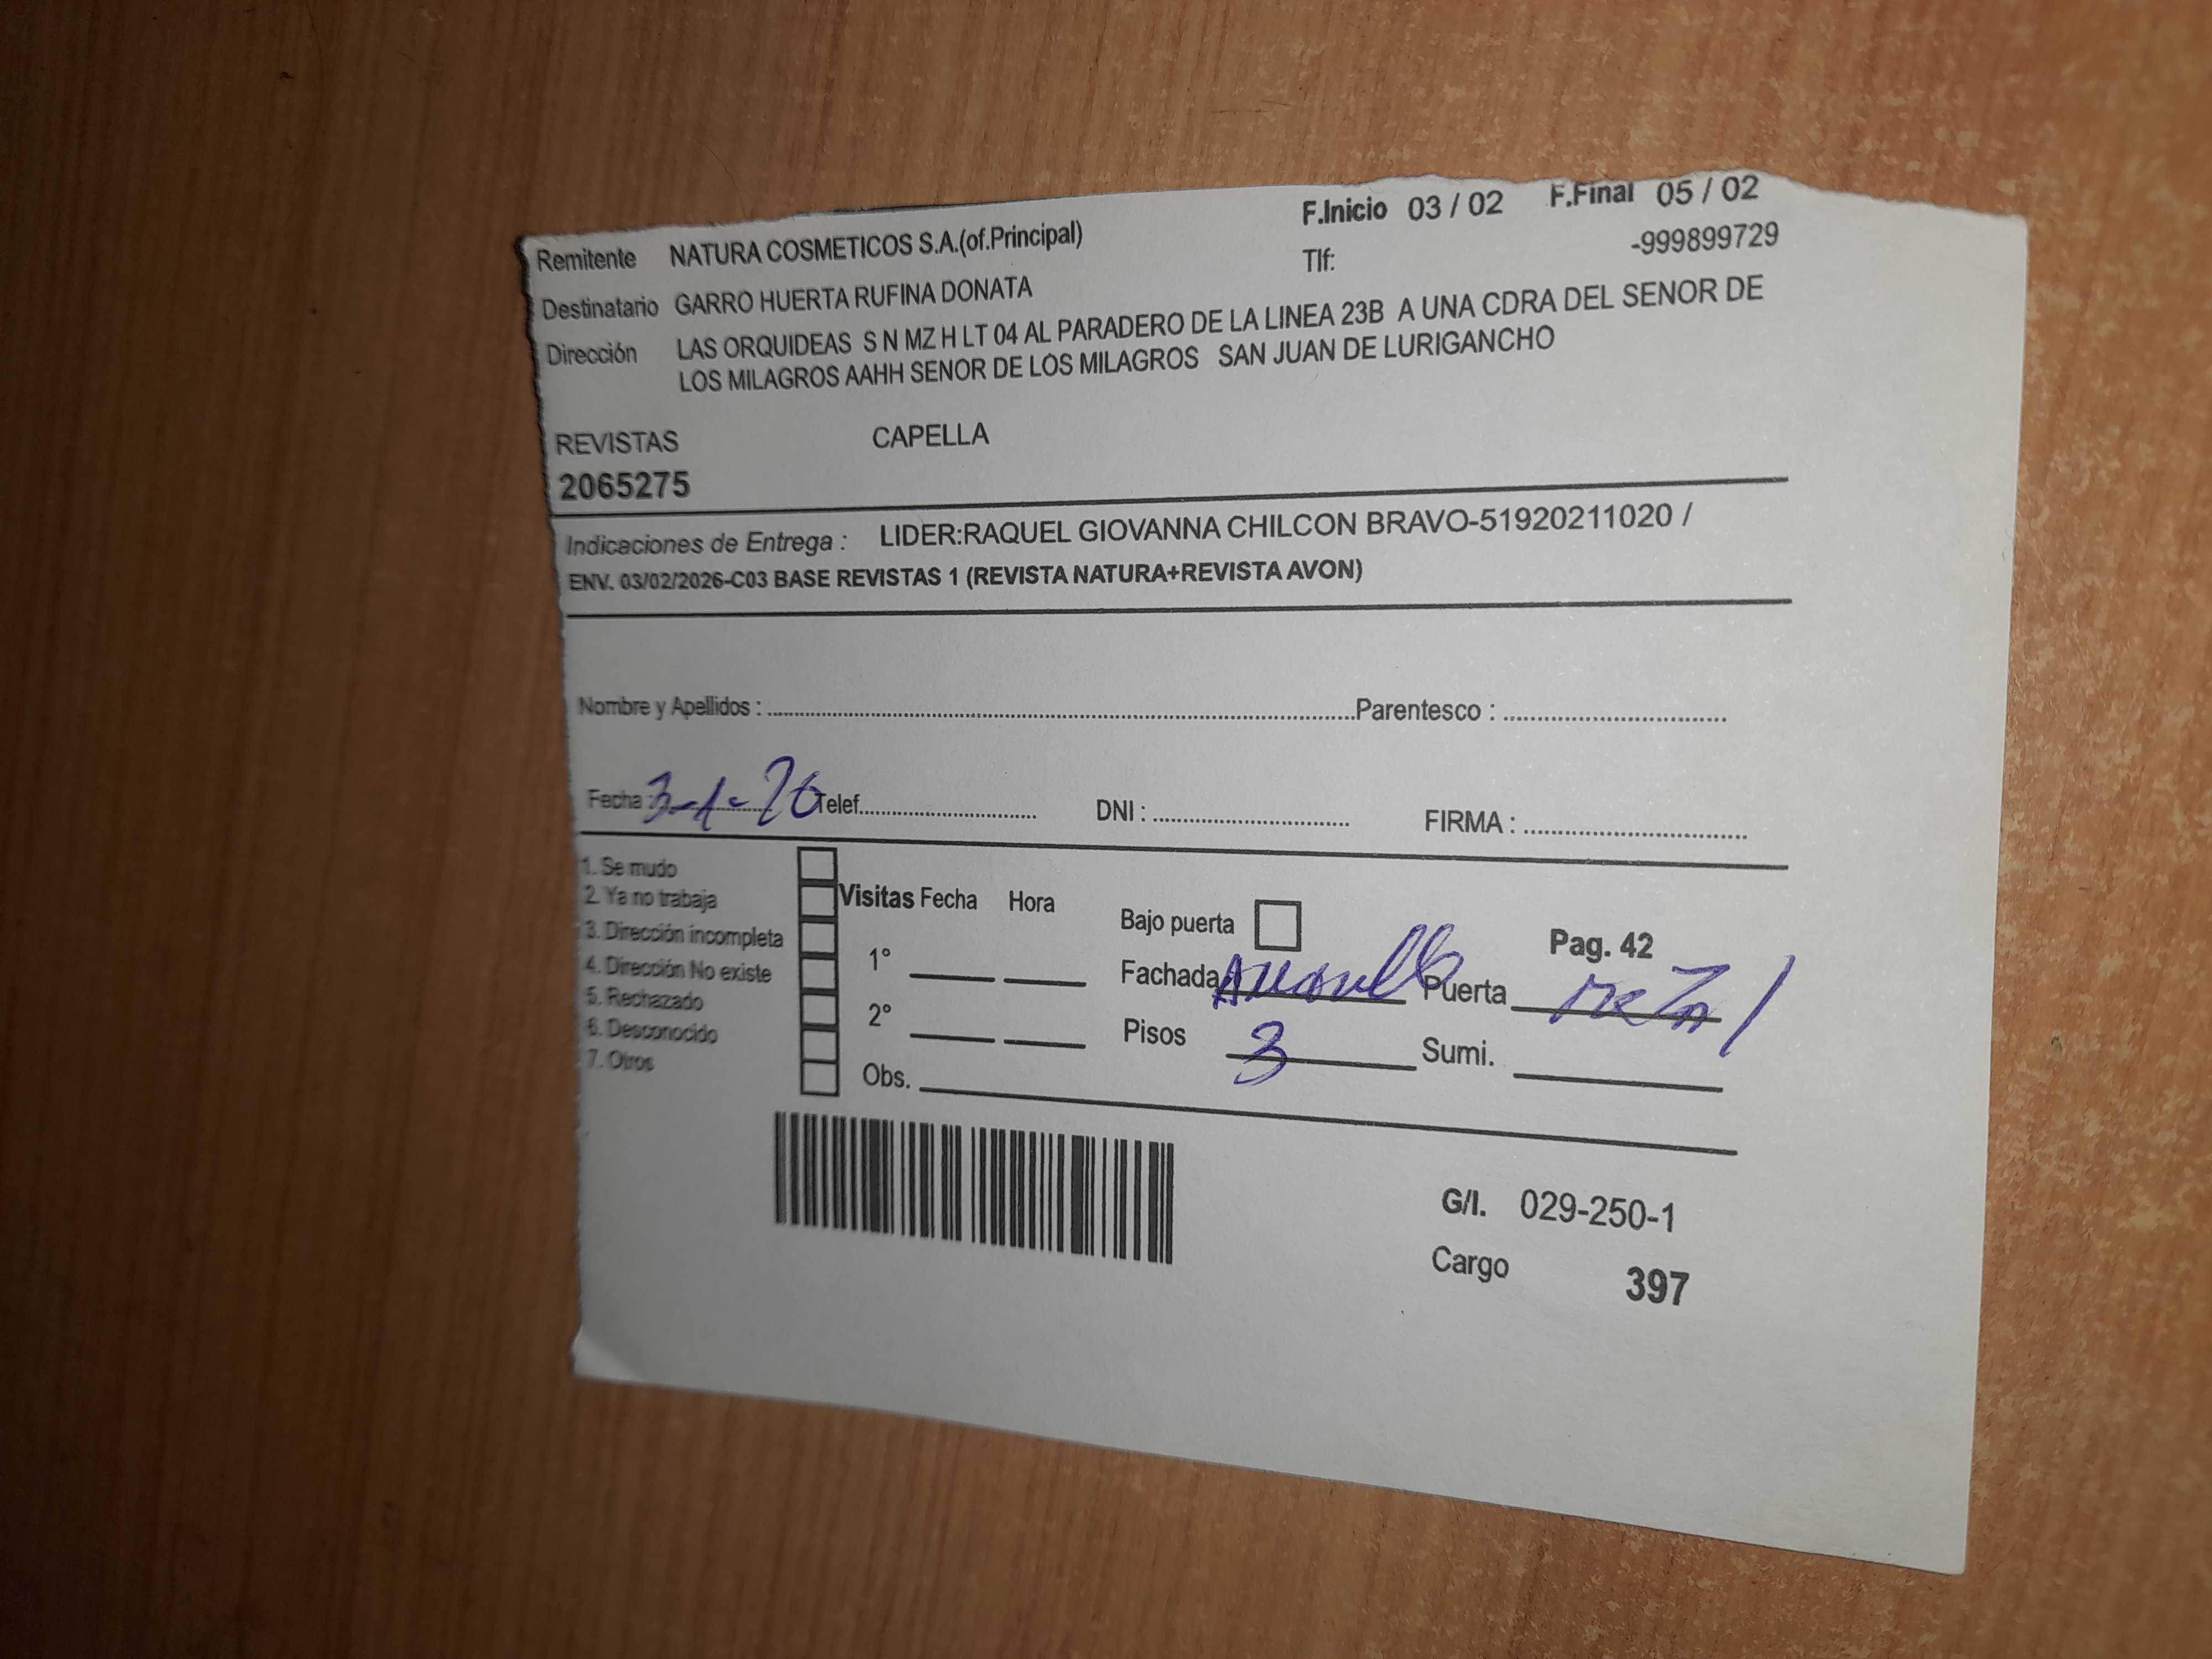 F.Inicio 03 / 02 F.Final 05 / 02
Remitente NATURA COSMETICOS S.A.(of.Principal) Tlf: -999899729
Destinatario GARRO HUERTA RUFINA DONATA
Dirección LAS ORQUIDEAS S N MZ H LT 04 AL PARADERO DE LA LINEA 23B A UNA CDRA DEL SENOR DE
LOS MILAGROS AAHH SENOR DE LOS MILAGROS SAN JUAN DE LURIGANCHO
REVISTAS CAPELLA
2065275
Indicaciones de Entrega : LIDER:RAQUEL GIOVANNA CHILCON BRAVO-51920211020 /
ENV. 03/02/2026-C03 BASE REVISTAS 1 (REVISTA NATURA+REVISTA AVON)
Nombre y Apellidos : Parentesco :
Fecha : Telef. DNI : FIRMA :
1. Se mudo
2. Ya no trabaja
3. Dirección incompleta
4. Dirección No existe
5. Rechazado
6. Desconocido
7. Otros
Visitas Fecha Hora
1°
2°
Obs.
Bajo puerta Pag. 42
Fachada Puerta
Pisos 3 Sumi.
G/I. 029-250-1
Cargo 397